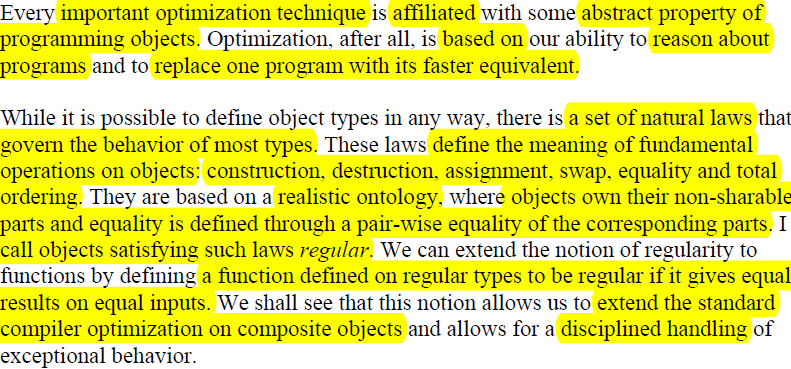 Every important optimization technique is affiliated with some abstract property of
programming objects. Optimization, after all, is based on our ability to reason about
programs and to replace one program with its faster equivalent.
While it is possible to define object types in any way, there is a set of natural laws that
govern the behavior of most types. These laws define the meaning of fundamental
operations on objects: construction, destruction, assignment, swap, equality and total
ordering. They are based on a realistic ontology, where objects own their non-sharable
parts and equality is defined through a pair-wise equality of the corresponding parts. I
call objects satisfying such laws regular. We can extend the notion of regularity to
functions by defining a function defined on regular types to be regular if it gives equal
results on equal inputs. We shall see that this notion allows us to extend the standard
compiler optimization on composite objects and allows for a disciplined handling of
exceptional behavior.